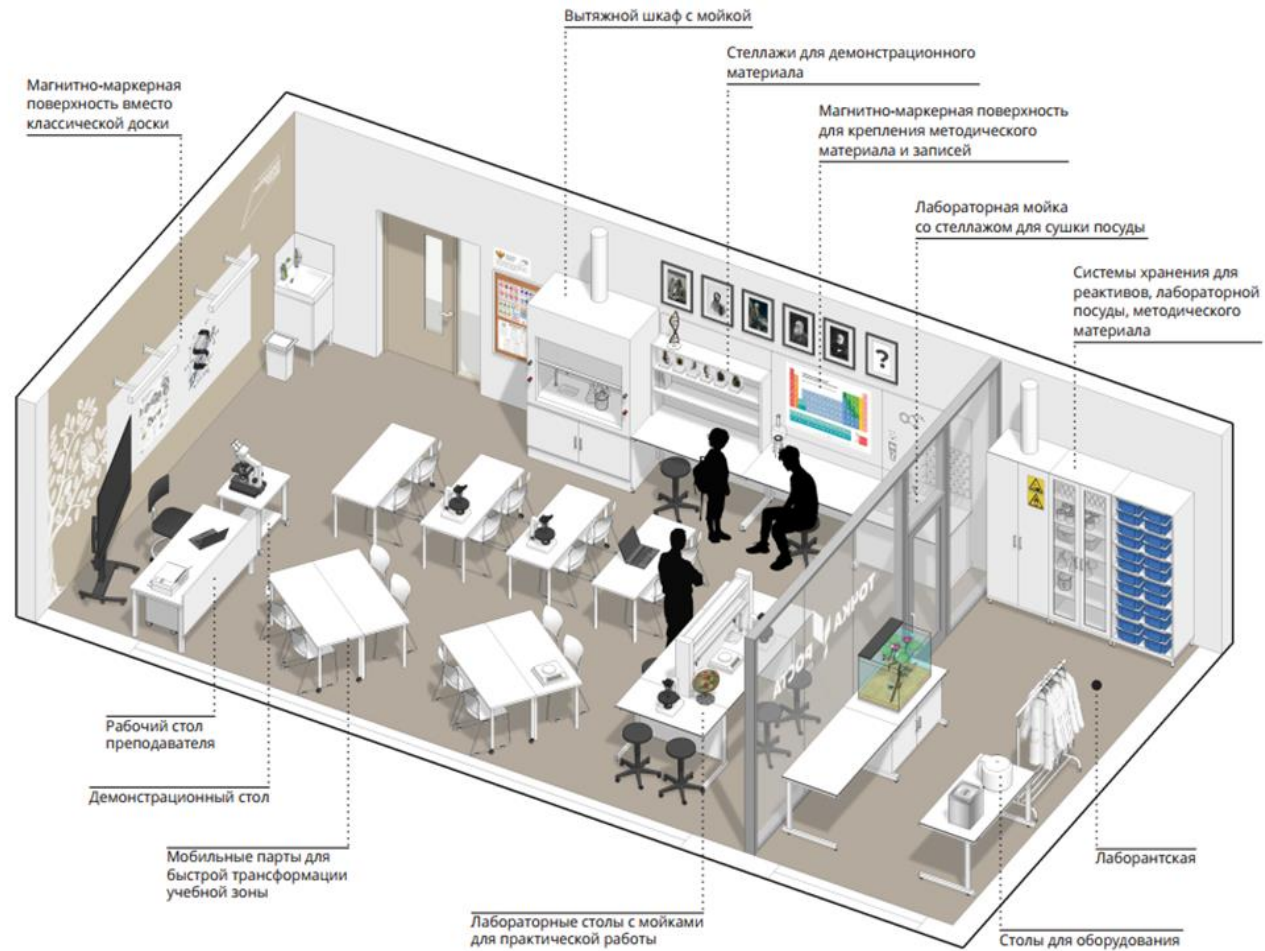 Вытяжной шкаф с мойкой
Стеллажи для демонстрационного
материала
Магнитно-маркерная
поверхность вместо
классической доски
Магнитно-маркерная поверхность
для крепления методического
материала и записей
Лабораторная мойка
со стеллажом для сушки посуды
Системы хранения для
реактивов, лабораторной
посуды, методического
материала
?
ТОЧКА
РОСТА
Рабочий стол
преподавателя
Демонстрационный стол
Мобильные парты для
быстрой трансформации
учебной зоны
Лабораторные столы с мойками
для практической работы
Лаборантская
Столы для оборудования